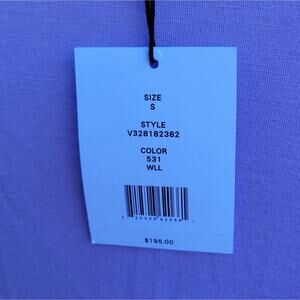 SIZE
S
STYLE
V328182382
COLOR
531
WLL
$195.00